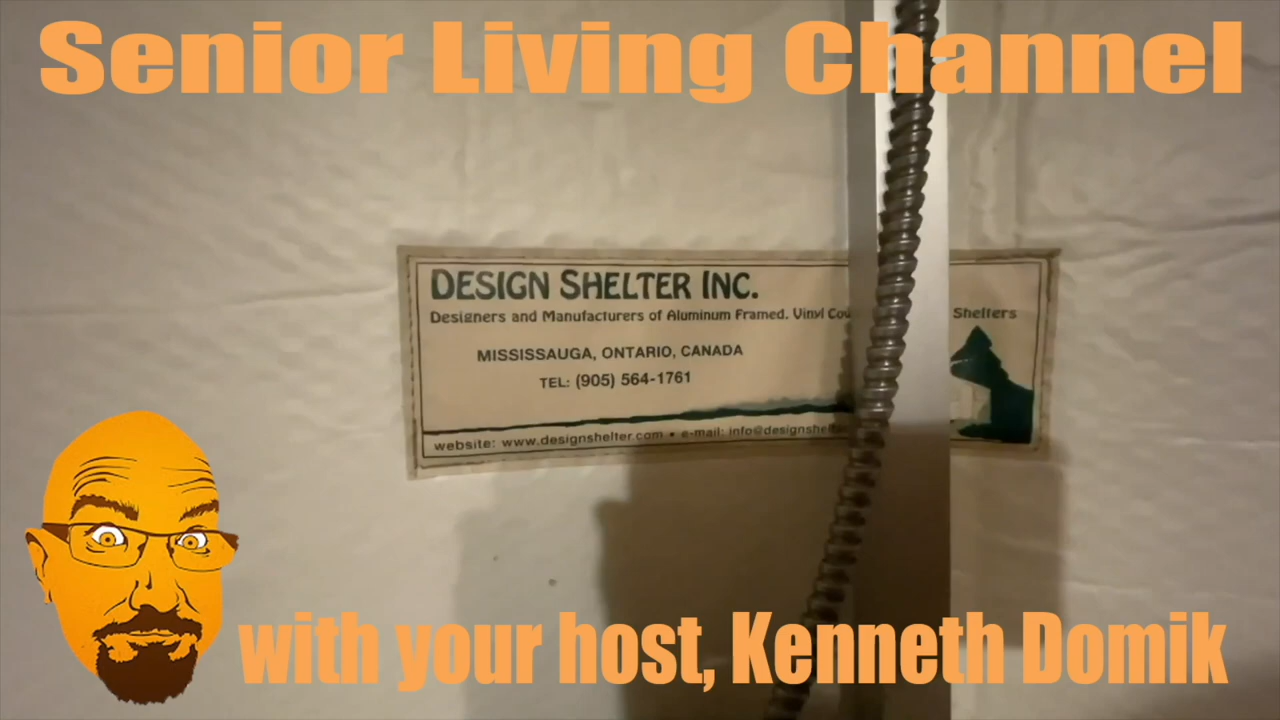 Senior Living Channel
DESIGN SHELTER INC.
Designers and Manufacturers of Aluminum Framed, Vinyl Shelters
MISSISSAUGA, ONTARIO, CANADA
TEL: (905) 564-1761
website: www.designshelter.com • e-mail:
with your host, Kenneth Domik